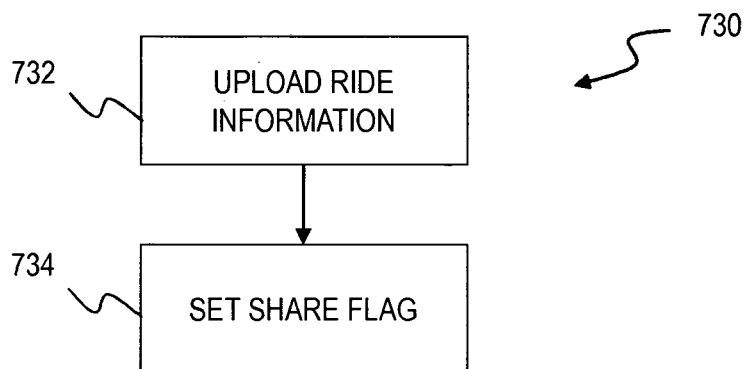 730
732
UPLOAD RIDE
INFORMATION
734
SET SHARE FLAG